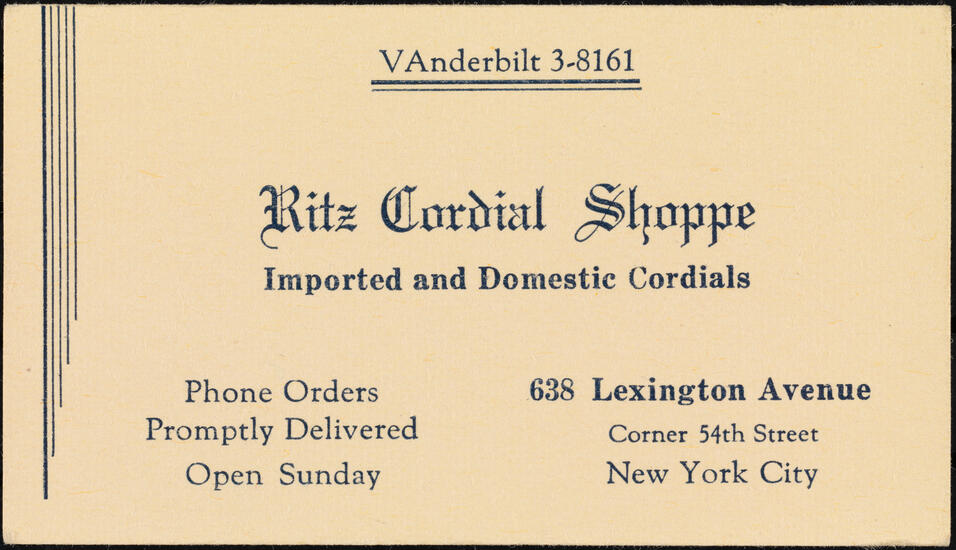 VAnderbilt 3-8161
Ritz Cordial Shoppe
Imported and Domestic Cordials
Phone Orders
Promptly Delivered
Open Sunday
638 Lexington Avenue
Corner 54th Street
New York City